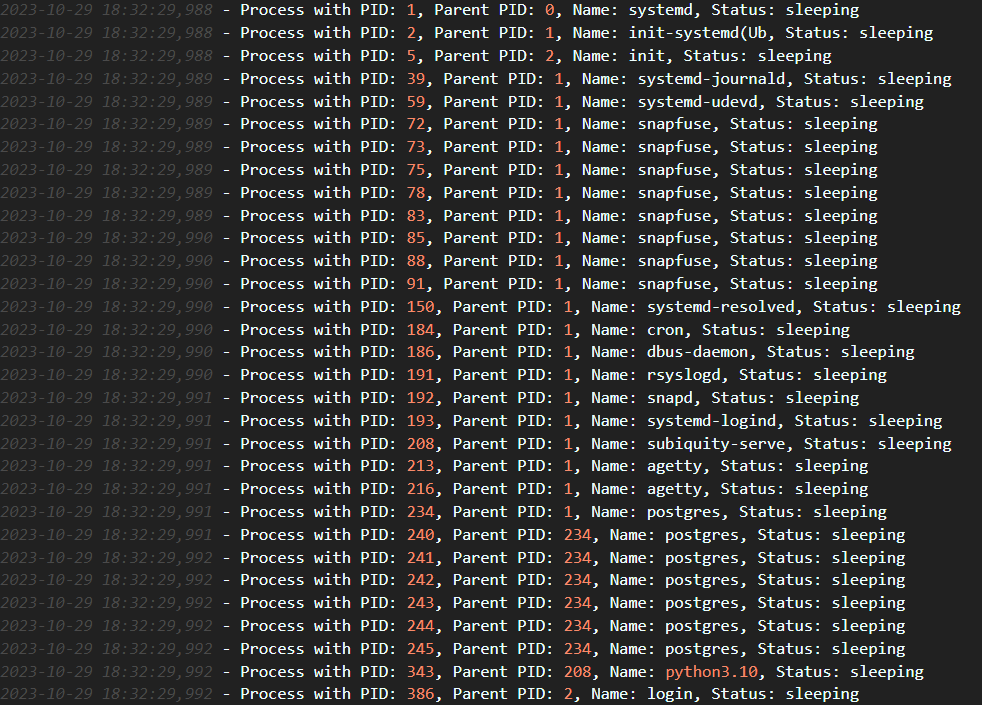 2023-10-29 18:32:29,988 - Process with PID: 1, Parent PID: 0, Name: systemd, Status: sleeping
2023-10-29 18:32:29,988 - Process with PID: 2, Parent PID: 1, Name: init-systemd(Ub, Status: sleeping
2023-10-29 18:32:29,988 - Process with PID: 5, Parent PID: 2, Name: init, Status: sleeping
2023-10-29 18:32:29,989 - Process with PID: 39, Parent PID: 1, Name: systemd-journald, Status: sleeping
2023-10-29 18:32:29,989 - Process with PID: 59, Parent PID: 1, Name: systemd-udevd, Status: sleeping
2023-10-29 18:32:29,989 - Process with PID: 72, Parent PID: 1, Name: snapfuse, Status: sleeping
2023-10-29 18:32:29,989 - Process with PID: 73, Parent PID: 1, Name: snapfuse, Status: sleeping
2023-10-29 18:32:29,989 - Process with PID: 75, Parent PID: 1, Name: snapfuse, Status: sleeping
2023-10-29 18:32:29,989 - Process with PID: 78, Parent PID: 1, Name: snapfuse, Status: sleeping
2023-10-29 18:32:29,989 - Process with PID: 83, Parent PID: 1, Name: snapfuse, Status: sleeping
2023-10-29 18:32:29,990 - Process with PID: 85, Parent PID: 1, Name: snapfuse, Status: sleeping
2023-10-29 18:32:29,990 - Process with PID: 88, Parent PID: 1, Name: snapfuse, Status: sleeping
2023-10-29 18:32:29,990 - Process with PID: 91, Parent PID: 1, Name: snapfuse, Status: sleeping
2023-10-29 18:32:29,990 - Process with PID: 150, Parent PID: 1, Name: systemd-resolved, Status: sleeping
2023-10-29 18:32:29,990 - Process with PID: 184, Parent PID: 1, Name: cron, Status: sleeping
2023-10-29 18:32:29,990 - Process with PID: 186, Parent PID: 1, Name: dbus-daemon, Status: sleeping
2023-10-29 18:32:29,990 - Process with PID: 191, Parent PID: 1, Name: rsyslogd, Status: sleeping
2023-10-29 18:32:29,991 - Process with PID: 192, Parent PID: 1, Name: snapd, Status: sleeping
2023-10-29 18:32:29,991 - Process with PID: 193, Parent PID: 1, Name: systemd-logind, Status: sleeping
2023-10-29 18:32:29,991 - Process with PID: 208, Parent PID: 1, Name: subiquity-serve, Status: sleeping
2023-10-29 18:32:29,991 - Process with PID: 213, Parent PID: 1, Name: agetty, Status: sleeping
2023-10-29 18:32:29,991 - Process with PID: 216, Parent PID: 1, Name: agetty, Status: sleeping
2023-10-29 18:32:29,991 - Process with PID: 234, Parent PID: 1, Name: postgres, Status: sleeping
2023-10-29 18:32:29,991 - Process with PID: 240, Parent PID: 234, Name: postgres, Status: sleeping
2023-10-29 18:32:29,992 - Process with PID: 241, Parent PID: 234, Name: postgres, Status: sleeping
2023-10-29 18:32:29,992 - Process with PID: 242, Parent PID: 234, Name: postgres, Status: sleeping
2023-10-29 18:32:29,992 - Process with PID: 243, Parent PID: 234, Name: postgres, Status: sleeping
2023-10-29 18:32:29,992 - Process with PID: 244, Parent PID: 234, Name: postgres, Status: sleeping
2023-10-29 18:32:29,992 - Process with PID: 245, Parent PID: 234, Name: postgres, Status: sleeping
2023-10-29 18:32:29,992 - Process with PID: 343, Parent PID: 208, Name: python3.10, Status: sleeping
2023-10-29 18:32:29,992 - Process with PID: 386, Parent PID: 2, Name: login, Status: sleeping